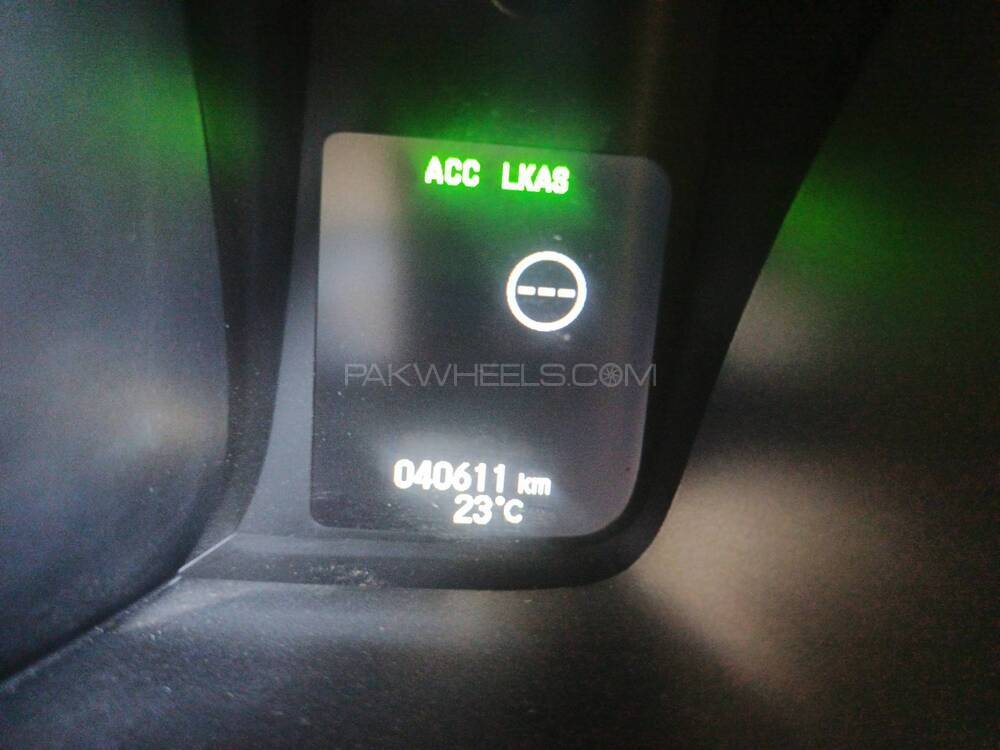 ACC LKAS
---
PAKWHEELS.COM
040611 km
23°C